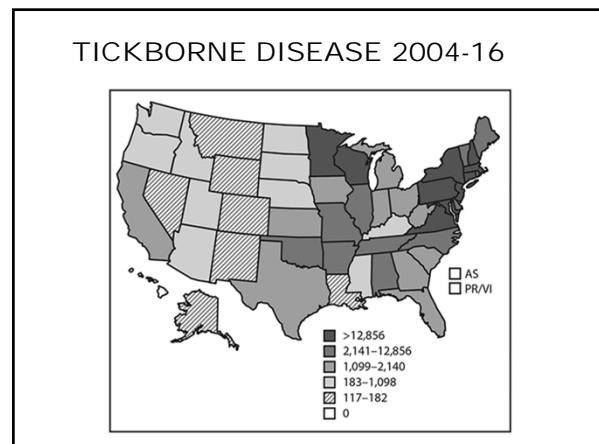 TICKBORNE DISEASE 2004-16
AS
PR/VI
>12,856
2,141–12,856
1,099–2,140
183–1,098
117–182
0